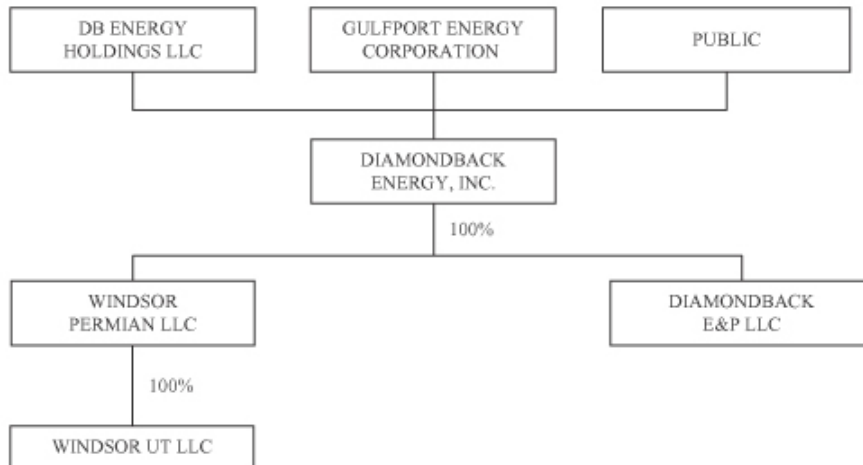 DB ENERGY
HOLDINGS LLC
GULFPORT ENERGY
CORPORATION
PUBLIC
DIAMONDBACK
ENERGY, INC.
100%
WINDSOR
PERMIAN LLC
DIAMONDBACK
E&P LLC
100%
WINDSOR UT LLC